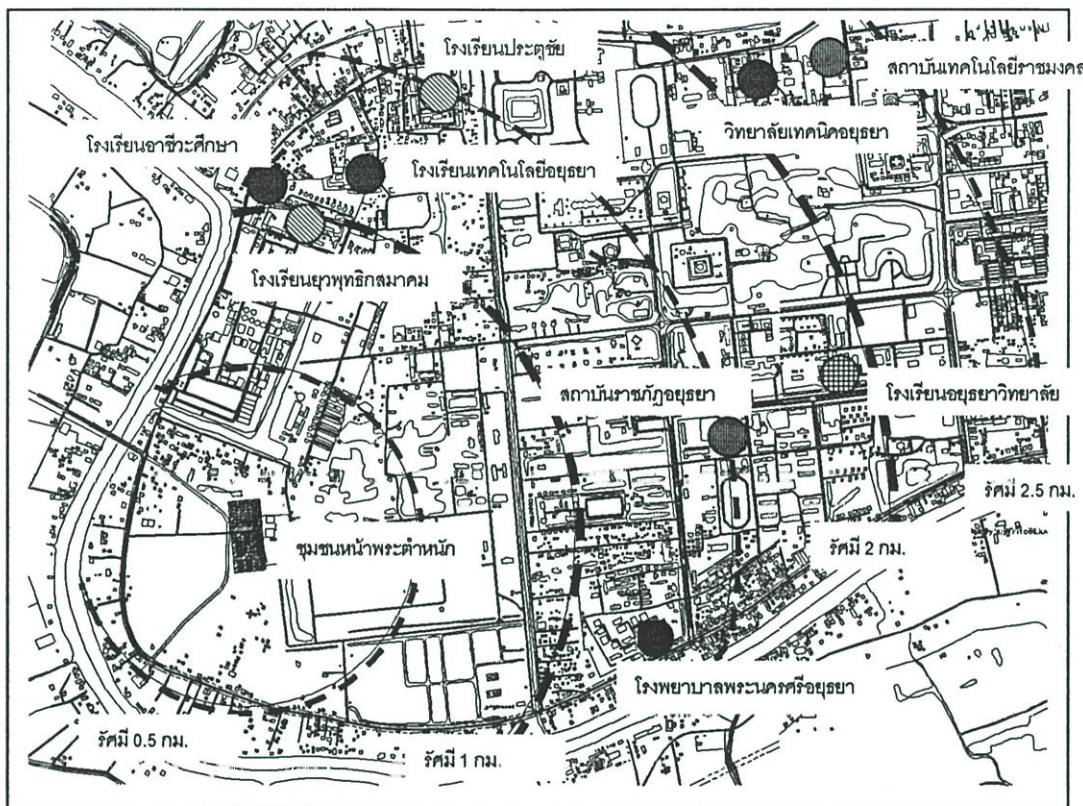 โรงเรียนประตูชัย
สถาบันเทคโนโลยีราชมงคล
โรงเรียนอาชีวะศึกษา
วิทยาลัยเทคนิคอยุธยา
โรงเรียนเทคโนโลยีอยุธยา
โรงเรียนยุวพุทธิกสมาคม
สถาบันราชภัฎอยุธยา
โรงเรียนอยุธยาวิทยาลัย
รัศมี 2.5 กม.
ชุมชนหน้าพระตำหนัก
รัศมี 2 กม.
โรงพยาบาลพระนครศรีอยุธยา
รัศมี 0.5 กม.
รัศมี 1 กม.